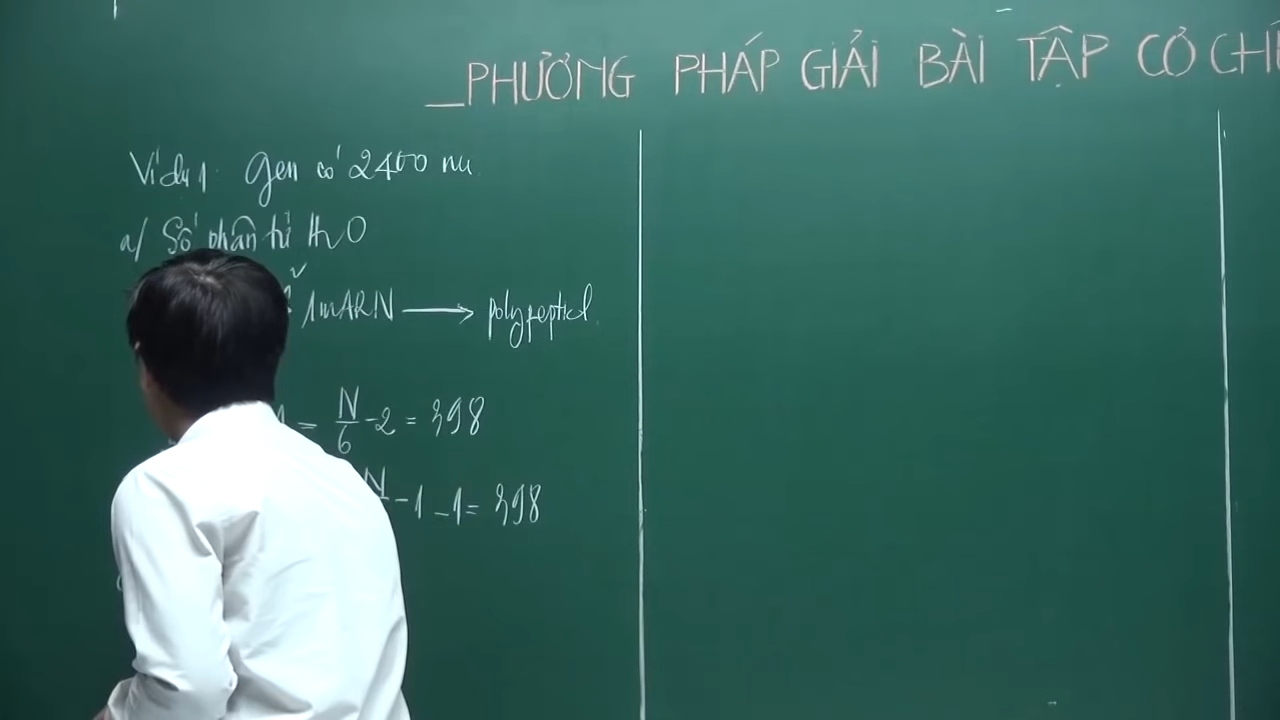 PHƯƠNG PHÁP GIẢI BÀI TẬP CƠ CHẾ
Ví dụ 1: Gen có 2400 nu
a/ Số phân tử H2O
1mARN → polypeptid
= N/6 - 2 = 398
N - 1 - 1 = 398